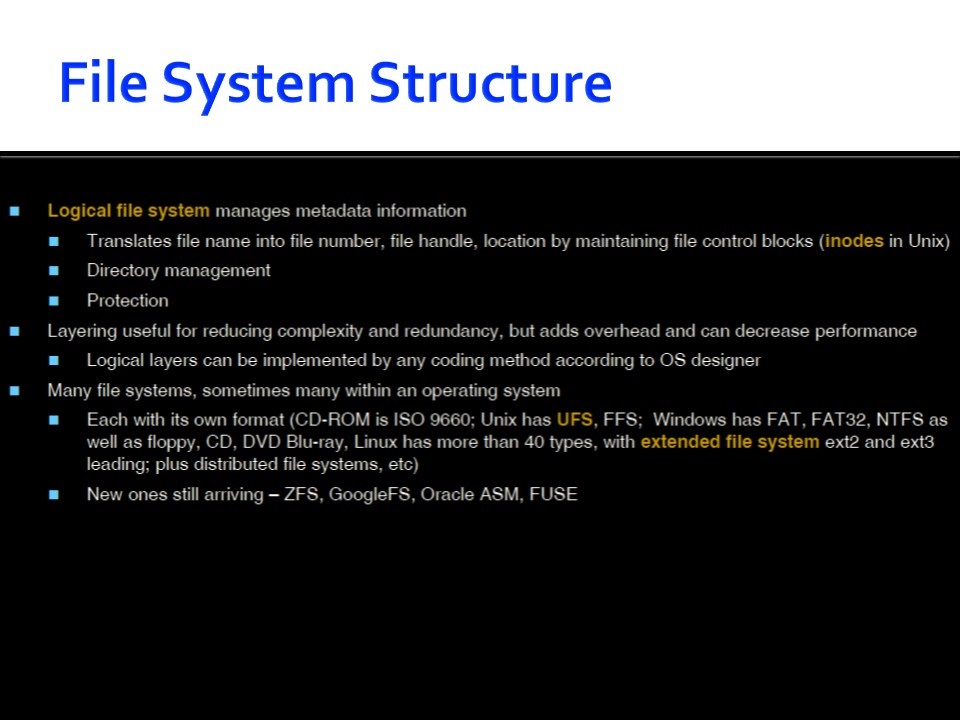 File System Structure
Logical file system manages metadata information
Translates file name into file number, file handle, location by maintaining file control blocks (inodes in Unix)
Directory management
Protection
Layering useful for reducing complexity and redundancy, but adds overhead and can decrease performance
Logical layers can be implemented by any coding method according to OS designer
Many file systems, sometimes many within an operating system
Each with its own format (CD-ROM is ISO 9660; Unix has UFS, FFS;  Windows has FAT, FAT32, NTFS as
well as floppy, CD, DVD Blu-ray, Linux has more than 40 types, with extended file system ext2 and ext3
leading; plus distributed file systems, etc)
New ones still arriving – ZFS, GoogleFS, Oracle ASM, FUSE